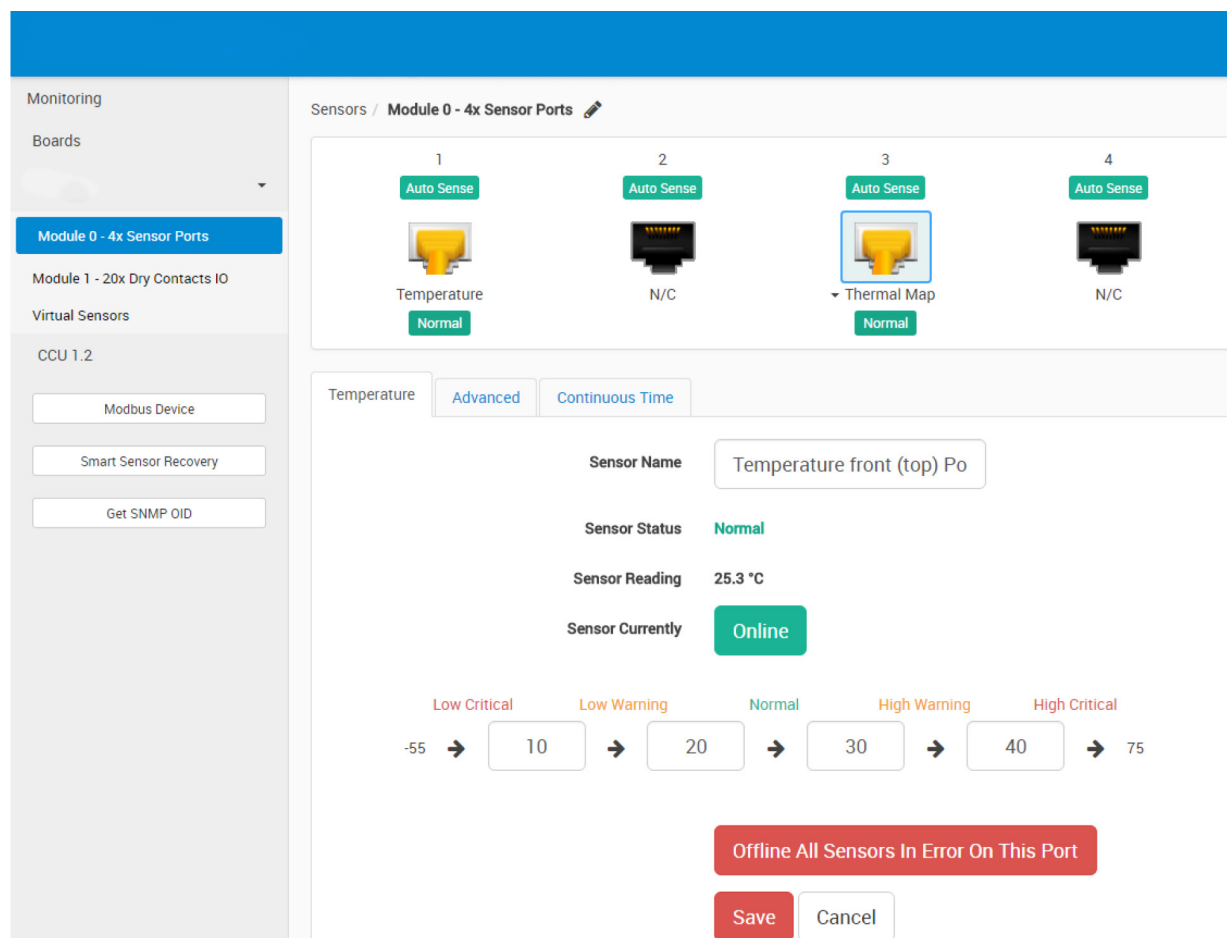 Monitoring
Boards
Module 0 - 4x Sensor Ports
Module 1 - 20x Dry Contacts IO
Virtual Sensors
CCU 1.2
Modbus Device
Smart Sensor Recovery
Get SNMP OID
Sensors / Module 0 - 4x Sensor Ports
1 2 3 4
Auto Sense Auto Sense Auto Sense Auto Sense
Temperature N/C Thermal Map N/C
Normal Normal
Temperature Advanced Continuous Time
Sensor Name Temperature front (top) Po
Sensor Status Normal
Sensor Reading 25.3 °C
Sensor Currently Online
Low Critical Low Warning Normal High Warning High Critical
-55 10 20 30 40 75
Offline All Sensors In Error On This Port
Save Cancel